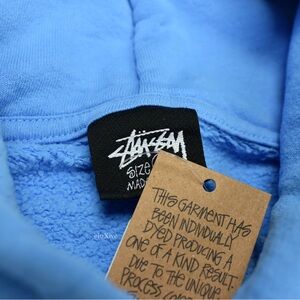 STÜSSY
SIZE
MADE
THIS GARMENT HAS
BEEN INDIVIDUALLY
DYED PRODUCING A
ONE OF A KIND RESULT.
DUE TO THE UNIQUE
PROCESS